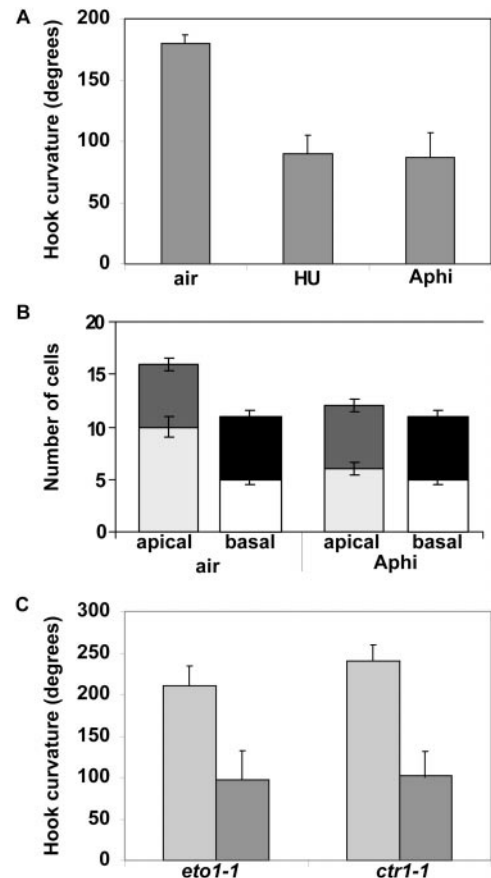 A
Hook curvature (degrees)
200
150
100
50
0
air HU Aphi
B
Number of cells
20
15
10
5
0
apical basal apical basal
air Aphi
C
Hook curvature (degrees)
300
250
200
150
100
50
0
eto1-1 ctr1-1